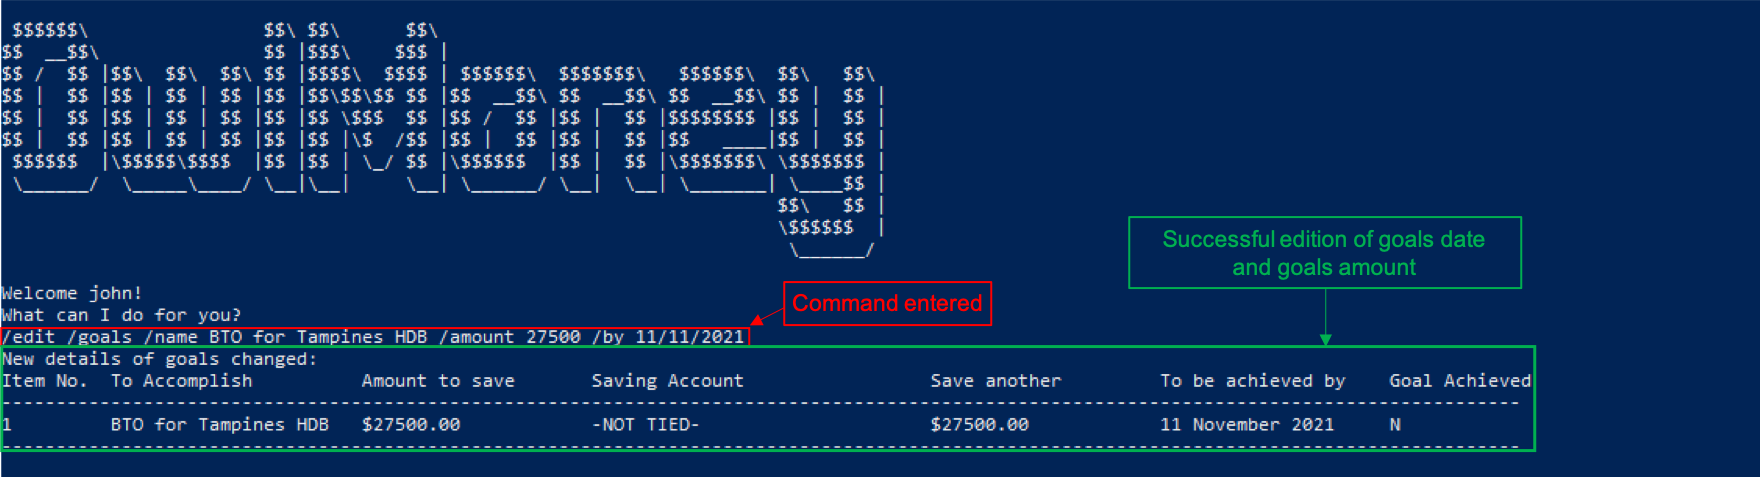 $$$$$$\                   $$\ $$\      $$\
$$  __$$\                  $$ |$$$\    $$$ |
$$ /  $$ |$$\  $$\  $$\ $$ |$$$$\  $$$$ | $$$$$$\  $$$$$$$\   $$$$$$\  $$\   $$\
$$ |  $$ |$$ | $$ | $$ |$$ |$$\$$\$$ $$ |$$  __$$\ $$  __$$\ $$  __$$\ $$ |  $$ |
$$ |  $$ |$$ | $$ | $$ |$$ |$$ \$$$  $$ |$$ /  $$ |$$ |  $$ |$$$$$$$$ |$$ |  $$ |
$$ |  $$ |$$ | $$ | $$ |$$ |$$ |\$  /$$ |$$ |  $$ |$$ |  $$ |$$   ____|$$ |  $$ |
 $$$$$$  |\$$$$$\$$$$  |$$ |$$ | \_/ $$ |\$$$$$$  |$$ |  $$ |\$$$$$$$\ \$$$$$$$ |
 \______/  \_____\____/ \__|\__|     \__| \______/ \__|  \__| \_______| \____$$ |
                                                                       $$\   $$ |
                                                                       \$$$$$$  |
                                                                        \______/
Successful edition of goals date
and goals amount
Welcome john!
Command entered
What can I do for you?
/edit /goals /name BTO for Tampines HDB /amount 27500 /by 11/11/2021
New details of goals changed:
Item No.  To Accomplish          Amount to save       Saving Account                 Save another         To be achieved by    Goal Achieved
1         BTO for Tampines HDB   $27500.00            -NOT TIED-                     $27500.00            11 November 2021     N